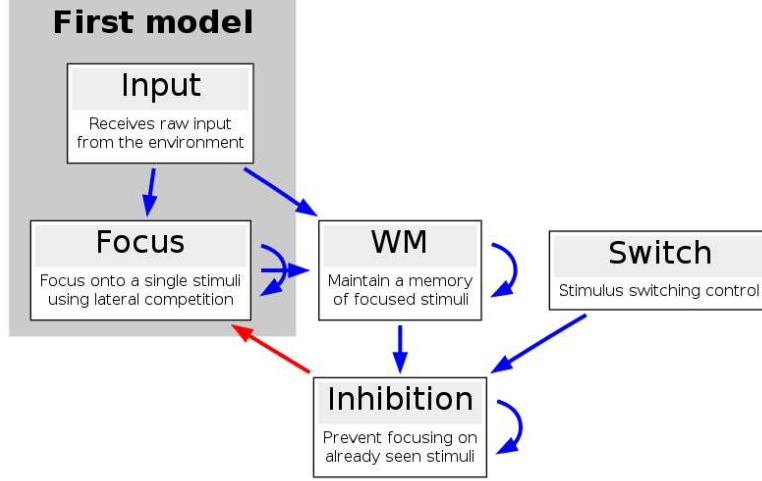 First model
Input
Receives raw input
from the environment
Focus
Focus onto a single stimuli
using lateral competition
WM
Maintain a memory
of focused stimuli
Switch
Stimulus switching control
Inhibition
Prevent focusing on
already seen stimuli